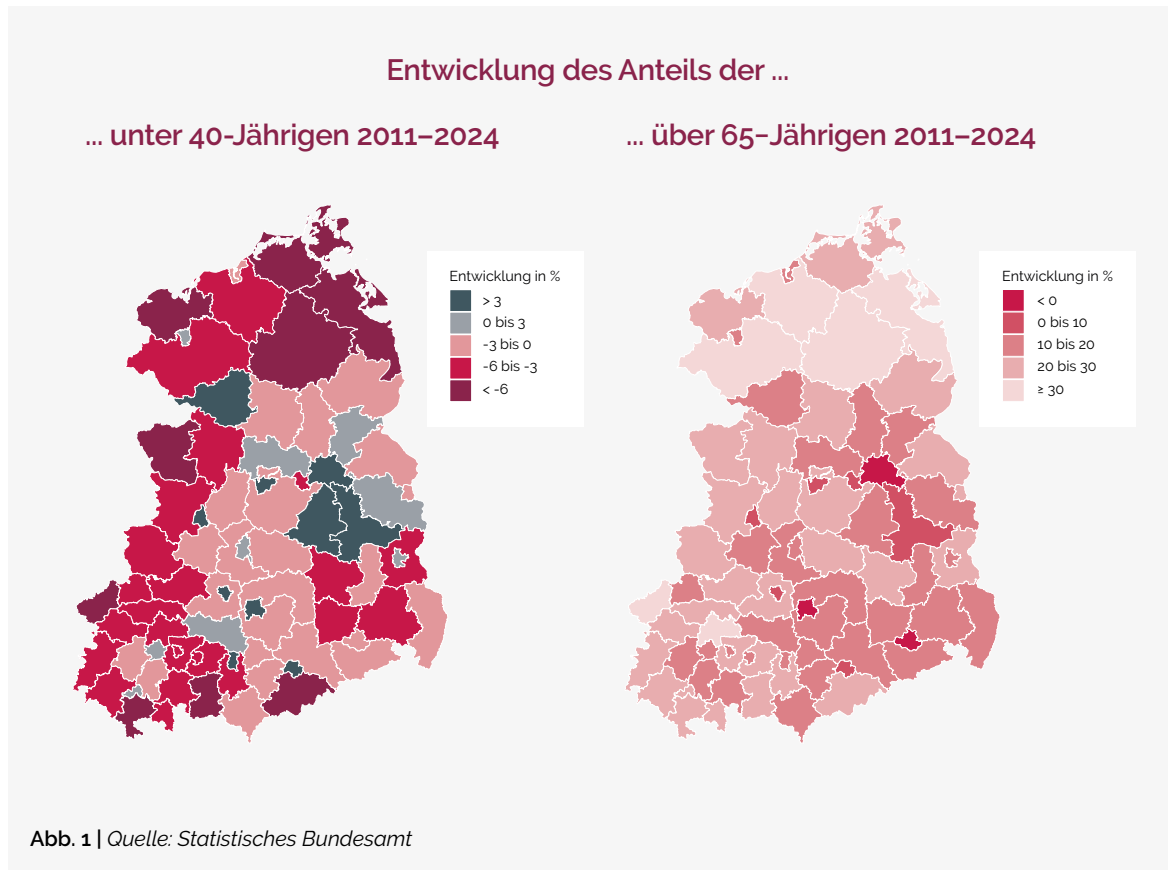 Entwicklung des Anteils der ...
... unter 40-Jährigen 2011–2024
... über 65–Jährigen 2011–2024
Entwicklung in %
> 3
0 bis 3
-3 bis 0
-6 bis -3
< -6
Entwicklung in %
< 0
0 bis 10
10 bis 20
20 bis 30
≥ 30
Abb. 1 | Quelle: Statistisches Bundesamt